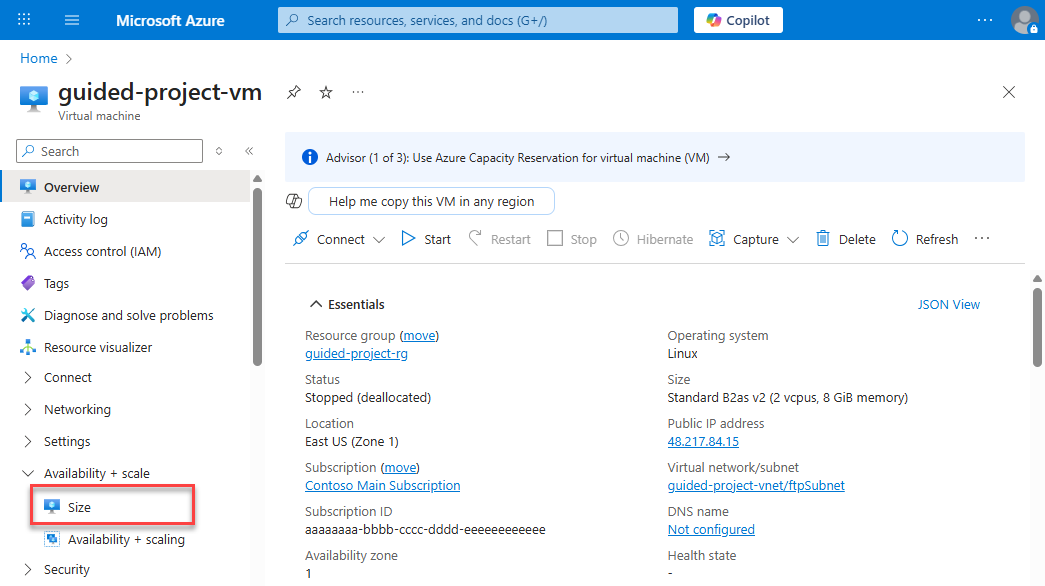 Microsoft Azure
Search resources, services, and docs (G+/)
Copilot
Home
guided-project-vm
Virtual machine
Search
Overview
Activity log
Access control (IAM)
Tags
Diagnose and solve problems
Resource visualizer
Connect
Networking
Settings
Availability + scale
Size
Availability + scaling
Security
Advisor (1 of 3): Use Azure Capacity Reservation for virtual machine (VM)
Help me copy this VM in any region
Connect
Start
Restart
Stop
Hibernate
Capture
Delete
Refresh
Essentials
JSON View
Resource group (move)
guided-project-rg
Status
Stopped (deallocated)
Location
East US (Zone 1)
Subscription (move)
Contoso Main Subscription
Subscription ID
aaaaaaaa-bbbb-cccc-dddd-eeeeeeeeeeee
Availability zone
1
Operating system
Linux
Size
Standard B2as v2 (2 vcpus, 8 GiB memory)
Public IP address
48.217.84.15
Virtual network/subnet
guided-project-vnet/ftpSubnet
DNS name
Not configured
Health state
-